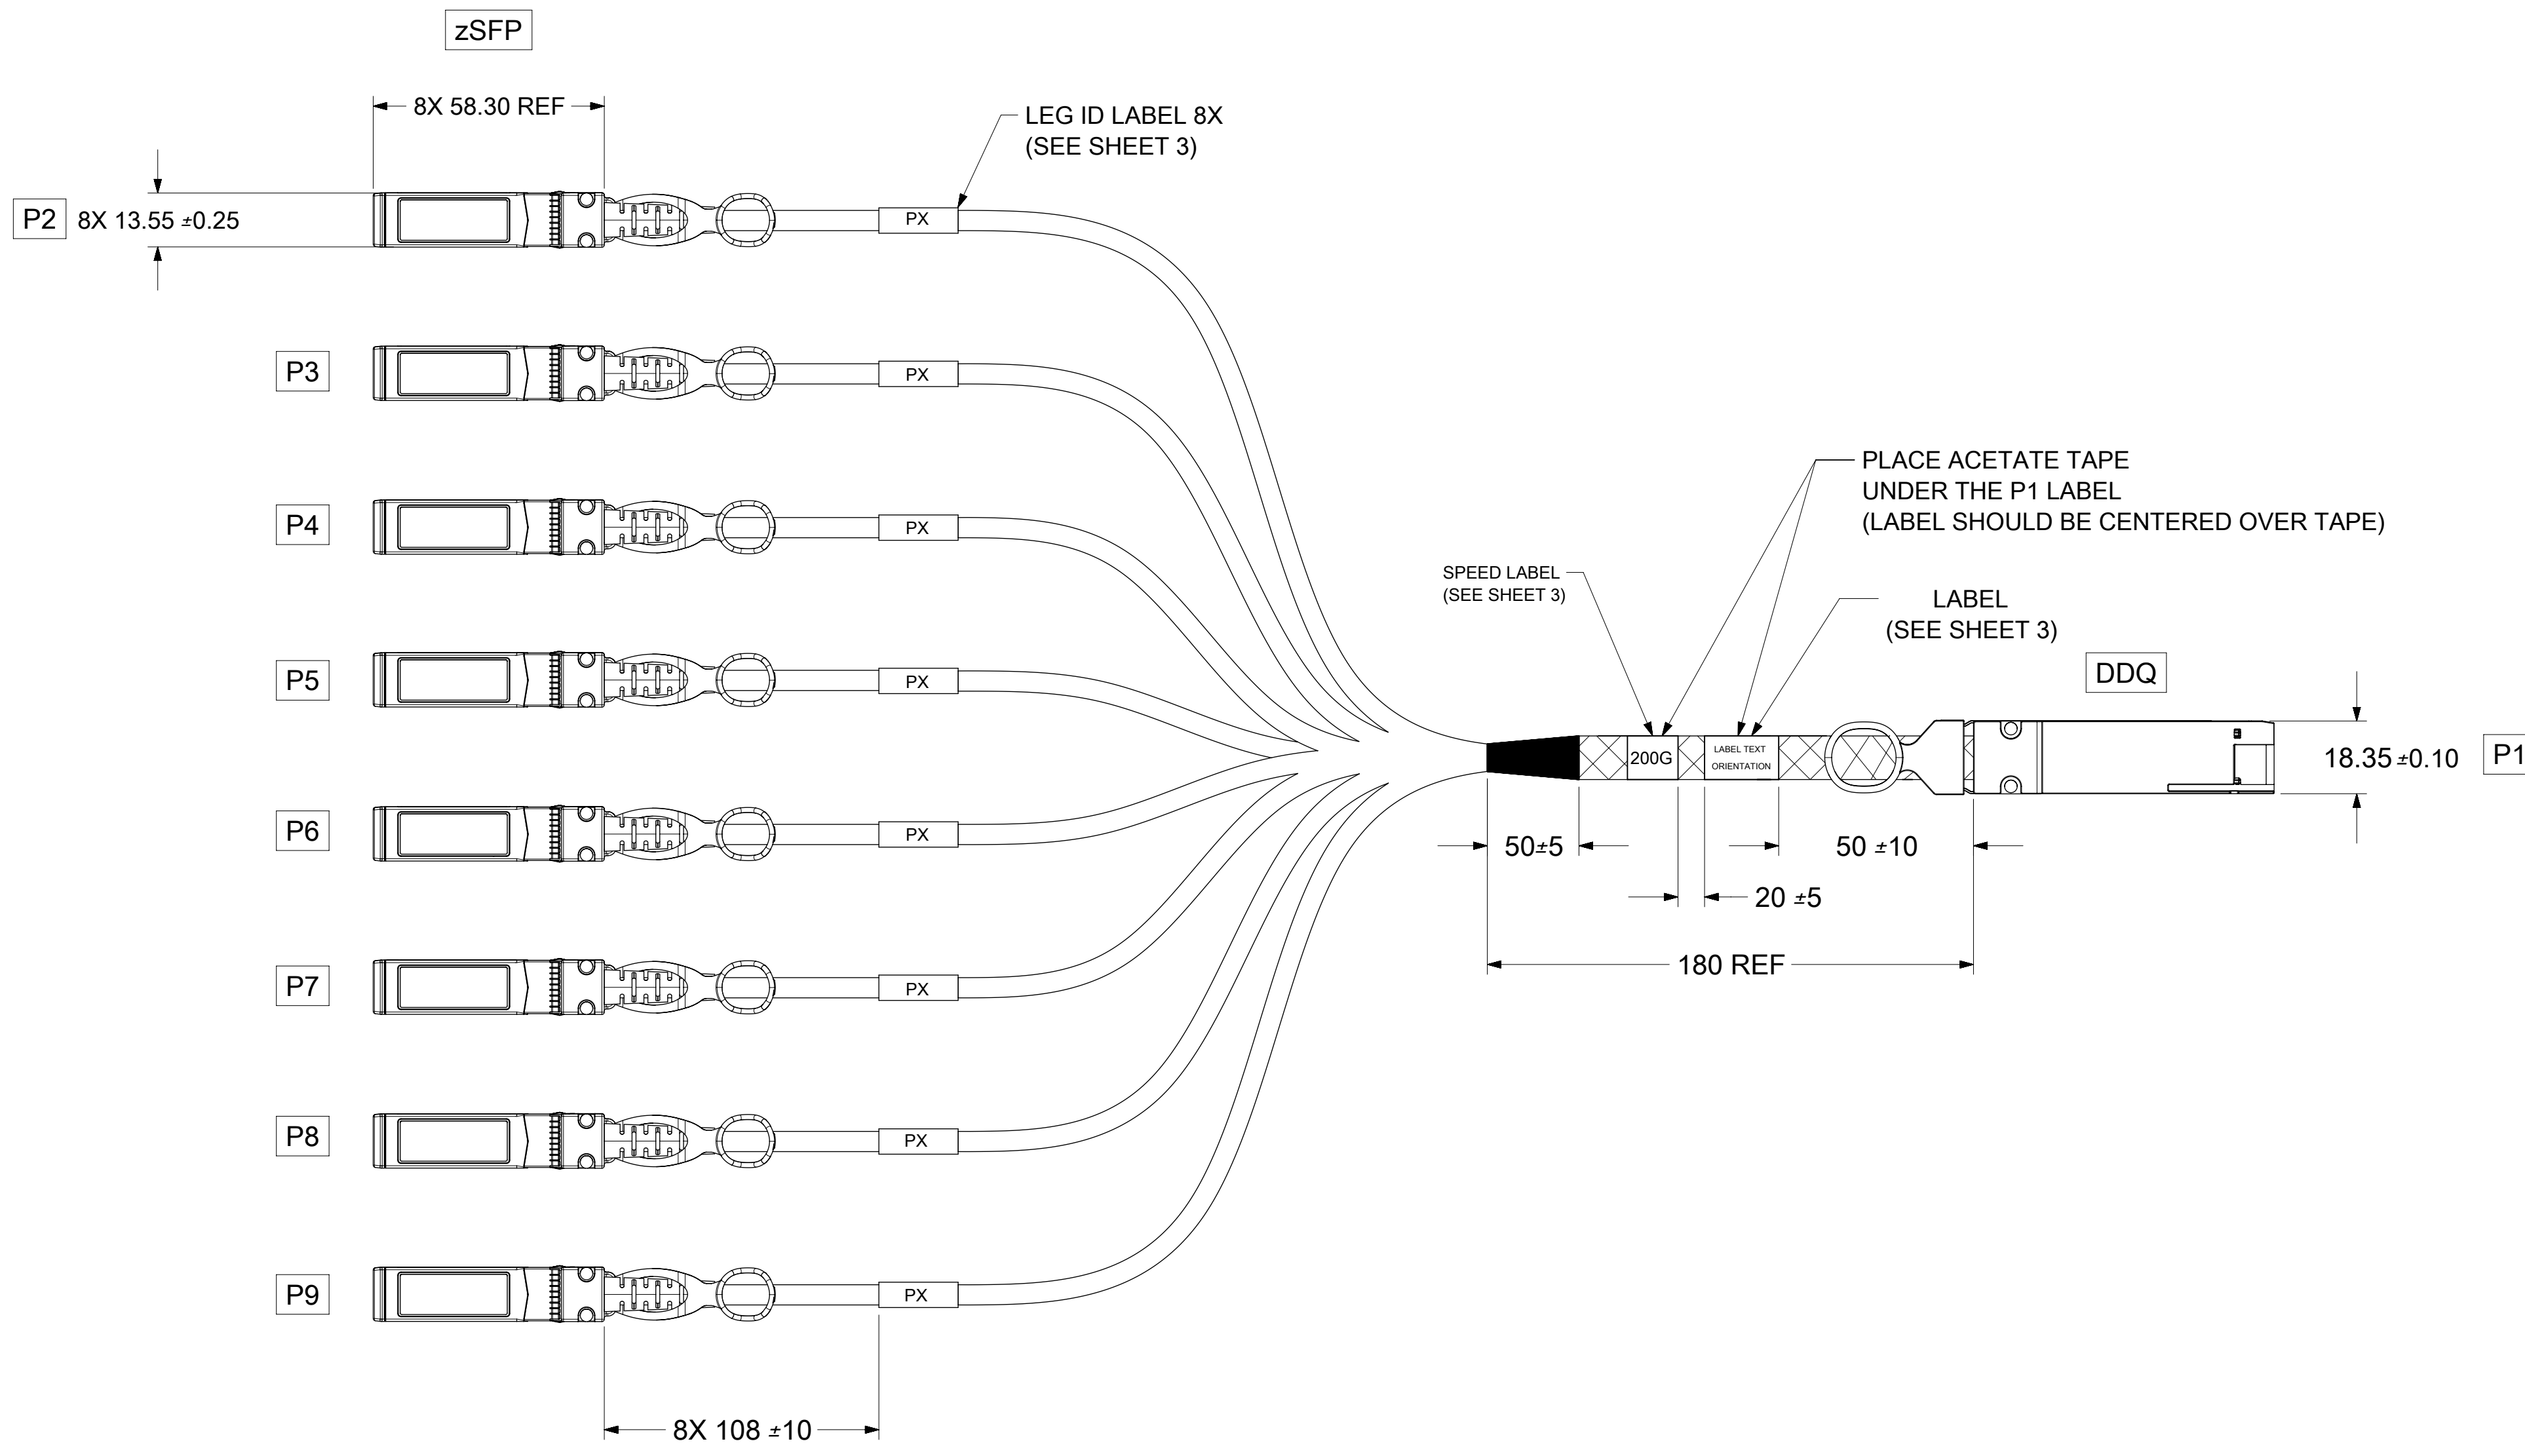 zSFP
8X 58.30 REF
LEG ID LABEL 8X
(SEE SHEET 3)
P2
8X 13.55 ±0.25
PX
P3
PX
P4
PX
PLACE ACETATE TAPE
UNDER THE P1 LABEL
(LABEL SHOULD BE CENTERED OVER TAPE)
SPEED LABEL
(SEE SHEET 3)
LABEL
(SEE SHEET 3)
P5
PX
DDQ
200G
LABEL TEXT
ORIENTATION
18.35 ±0.10
P1
P6
PX
50±5
50 ±10
20 ±5
180 REF
P7
PX
P8
PX
P9
PX
8X 108 ±10